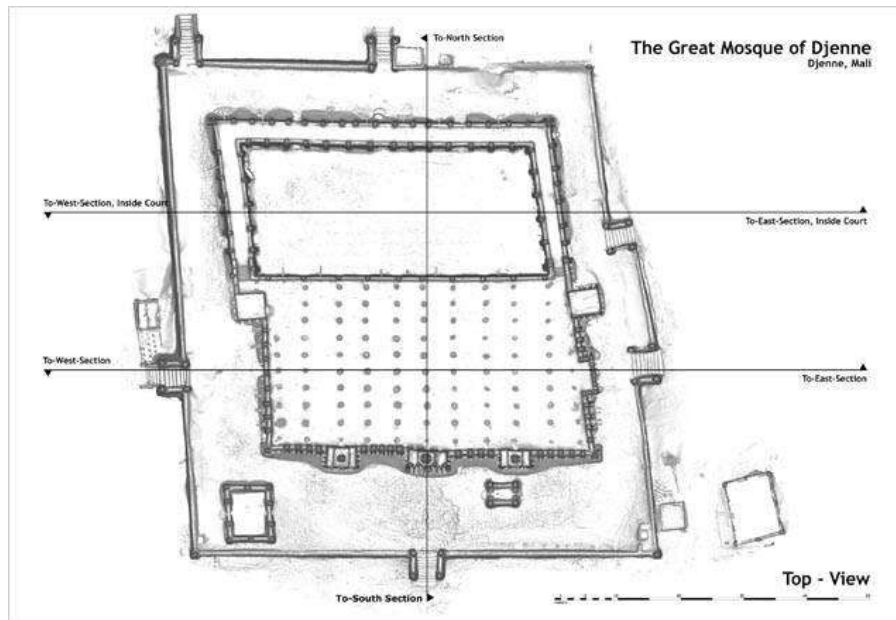 To-North Section
The Great Mosque of Djenne
Djenne, Mali
To-West-Section, Inside Court
To-East-Section, Inside Court
To-West-Section
To-East-Section
Top - View
To-South Section